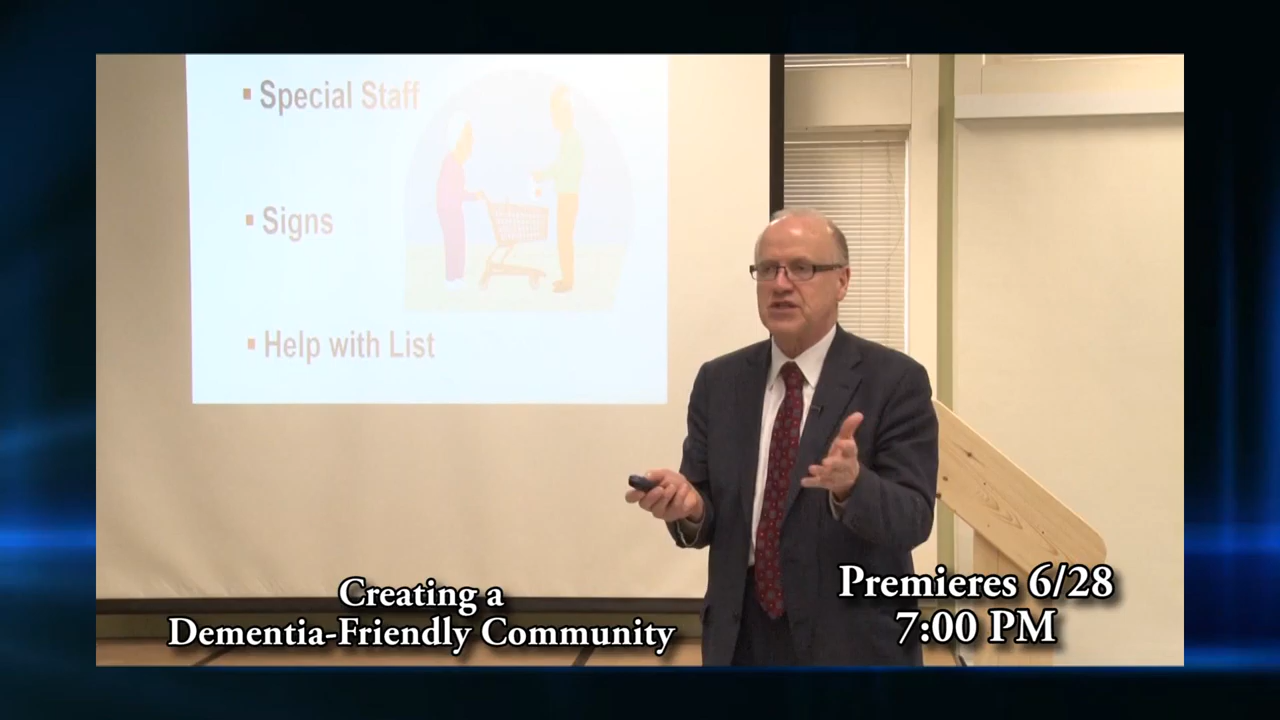 ▪ Special Staff
▪ Signs
▪ Help with List
Creating a
Dementia-Friendly Community
Premieres 6/28
7:00 PM